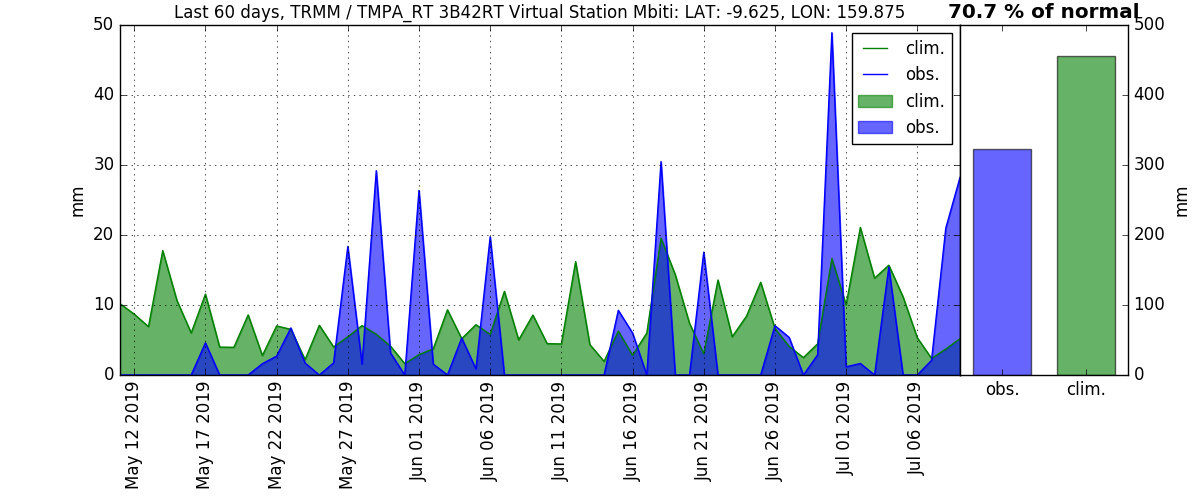 Last 60 days, TRMM / TMPA_RT 3B42RT Virtual Station Mbiti: LAT: -9.625, LON: 159.875
70.7 % of normal
50
40
30
20
10
0
mm
clim.
obs.
clim.
obs.
500
400
300
200
100
0
mm
May 12 2019
May 17 2019
May 22 2019
May 27 2019
Jun 01 2019
Jun 06 2019
Jun 11 2019
Jun 16 2019
Jun 21 2019
Jun 26 2019
Jul 01 2019
Jul 06 2019
obs.
clim.